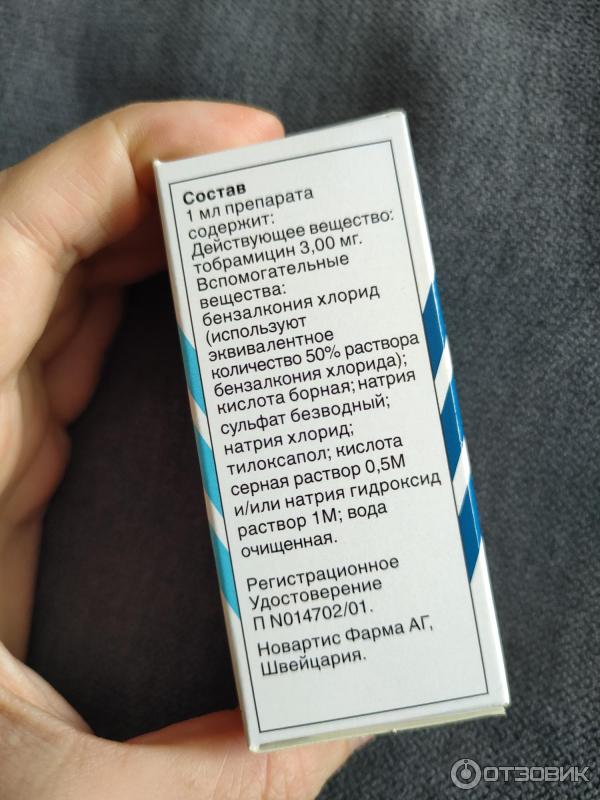 Состав
1 мл препарата
содержит:
Действующее вещество:
тобрамицин 3,00 мг.
Вспомогательные
вещества:
бензалкония хлорид
(используют
эквивалентное
количество 50% раствора
бензалкония хлорида);
кислота борная; натрия
сульфат безводный;
натрия хлорид;
тилоксапол; кислота
серная раствор 0,5М
и/или натрия гидроксид
раствор 1М; вода
очищенная.
Регистрационное
Удостоверение
П N014702/01.
Новартис Фарма АГ,
Швейцария.
ОТЗОВИК